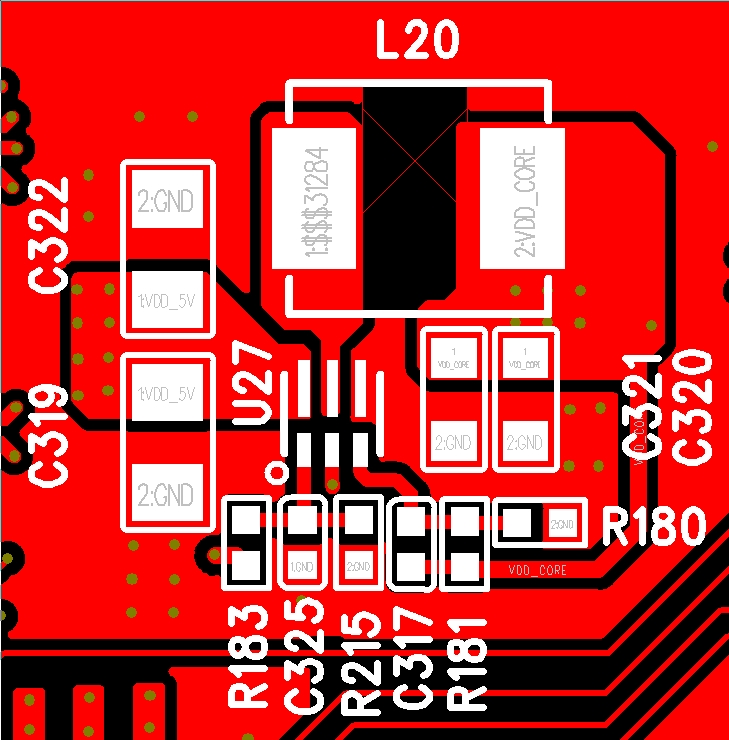 L20
1:$$$31284
2:VDD_CORE
C322
2:GND
1:VDD_5V
C319
1:VDD_5V
2:GND
U27
1
VDD_CORE
2:GND
1
VDD_CORE
2:GND
C321
C320
2:GND
R180
1:GND
2:GND
VDD_CORE
R183
C325
R215
C317
R181